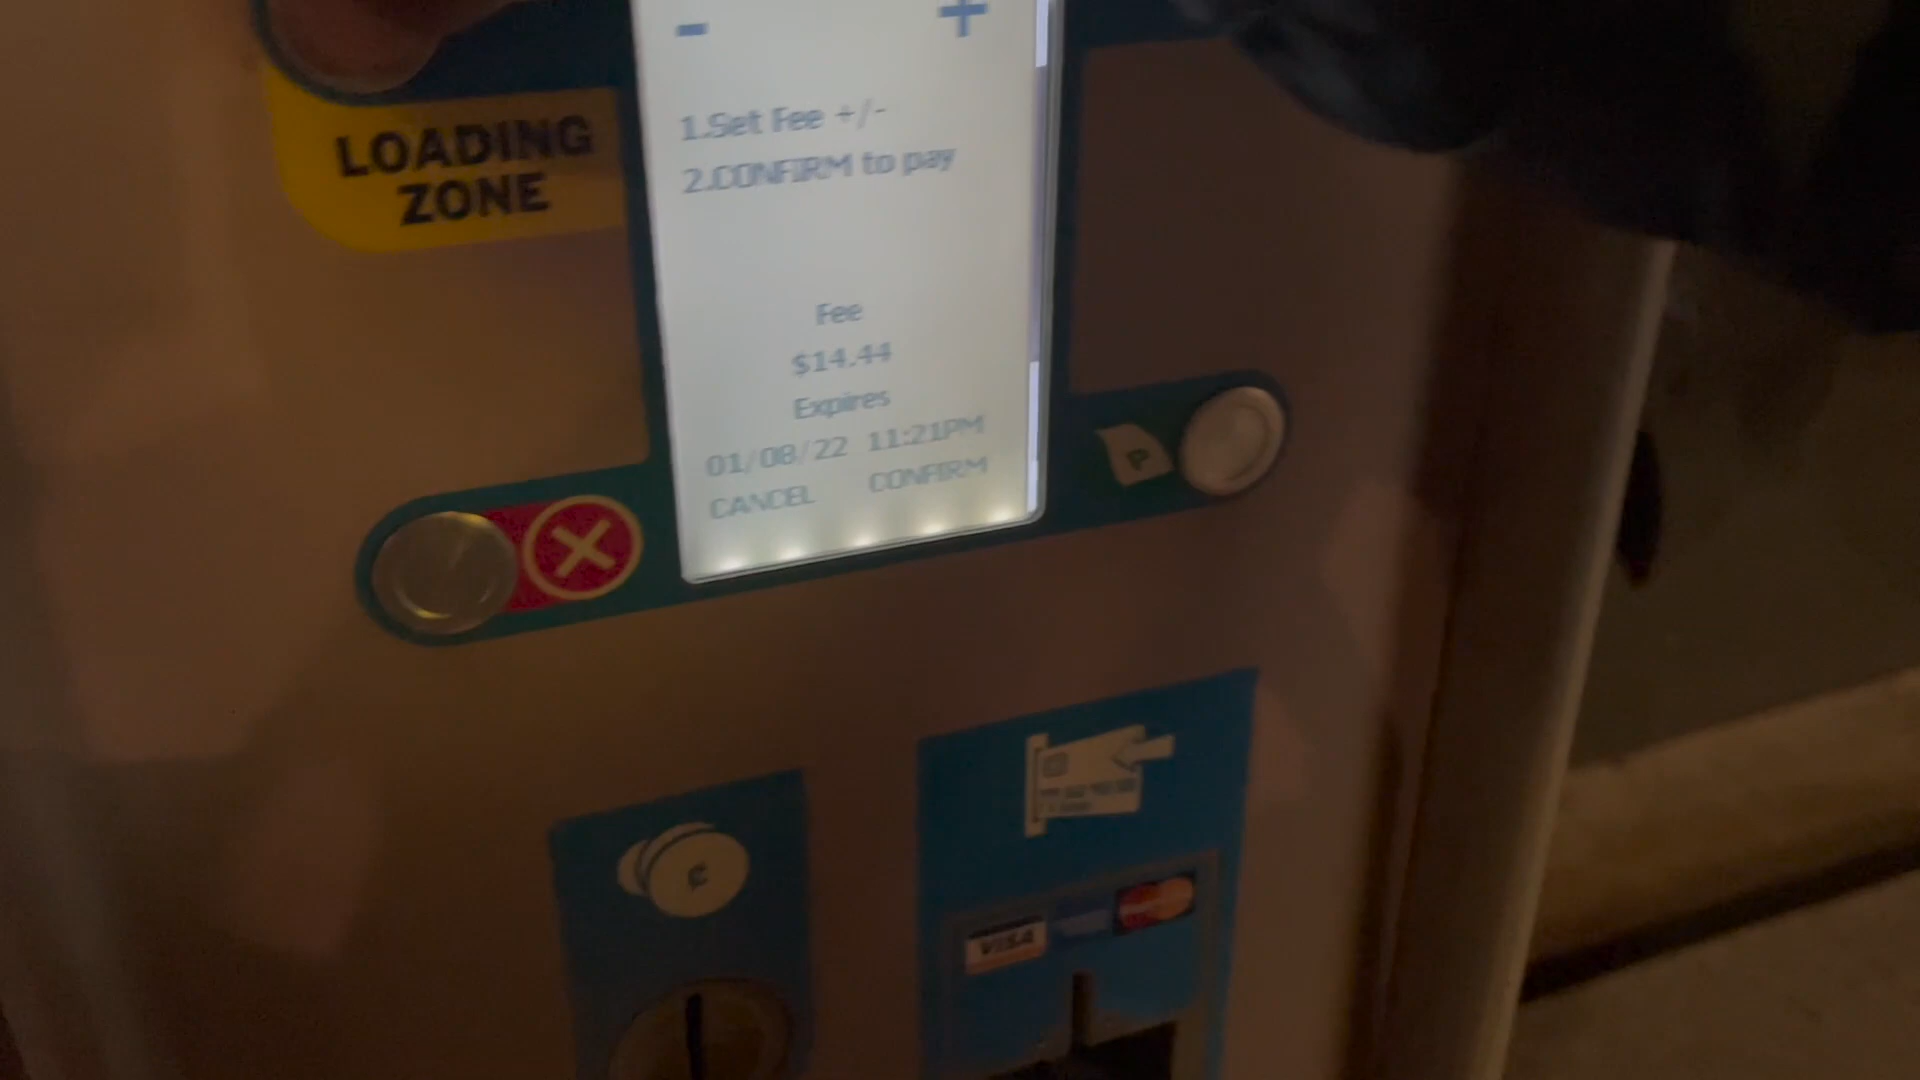 - +
LOADING
ZONE
1.Set Fee +/-
2.CONFIRM to pay
Fee
$14.44
Expires
01/08/22 11:21PM
CANCEL CONFIRM
P
¢
VISA